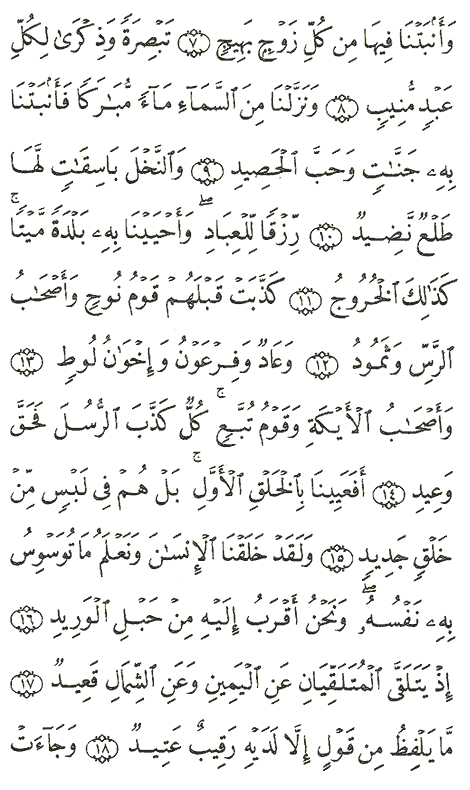 وَأَنۢبَتۡنَا فِيهَا مِن كُلِّ زَوۡجِۭ بَهِيجٖ ٧ تَبۡصِرَةٗ وَذِكۡرَىٰ لِكُلِّ
عَبۡدٖ مُّنِيبٖ ٨ وَنَزَّلۡنَا مِنَ ٱلسَّمَآءِ مَآءٗ مُّبَٰرَكٗا فَأَنۢبَتۡنَا
بِهِۦ جَنَّٰتٖ وَحَبَّ ٱلۡحَصِيدِ ٩ وَٱلنَّخۡلَ بَاسِقَٰتٖ لَّهَا
طَلۡعٞ نَّضِيدٞ ١٠ رِّزۡقٗا لِّلۡعِبَادِۖ وَأَحۡيَيۡنَا بِهِۦ بَلۡدَةٗ مَّيۡتٗاۚ
كَذَٰلِكَ ٱلۡخُرُوجُ ١١ كَذَّبَتۡ قَبۡلَهُمۡ قَوۡمُ نُوحٖ وَأَصۡحَٰبُ
ٱلرَّسِّ وَثَمُودُ ١٢ وَعَادٞ وَفِرۡعَوۡنُ وَإِخۡوَٰنُ لُوطٖ ١٣
وَأَصۡحَٰبُ ٱلۡأَيۡكَةِ وَقَوۡمُ تُبَّعٖۚ كُلّٞ كَذَّبَ ٱلرُّسُلَ فَحَقَّ
وَعِيدِ ١٤ أَفَعَيِينَا بِٱلۡخَلۡقِ ٱلۡأَوَّلِۚ بَلۡ هُمۡ فِي لَبۡسٖ مِّنۡ
خَلۡقٖ جَدِيدٖ ١٥ وَلَقَدۡ خَلَقۡنَا ٱلۡإِنسَٰنَ وَنَعۡلَمُ مَا تُوَسۡوِسُ
بِهِۦ نَفۡسُهُۥۖ وَنَحۡنُ أَقۡرَبُ إِلَيۡهِ مِنۡ حَبۡلِ ٱلۡوَرِيدِ ١٦
إِذۡ يَتَلَقَّى ٱلۡمُتَلَقِّيَانِ عَنِ ٱلۡيَمِينِ وَعَنِ ٱلشِّمَالِ قَعِيدٞ ١٧
مَّا يَلۡفِظُ مِن قَوۡلٍ إِلَّا لَدَيۡهِ رَقِيبٌ عَتِيدٞ ١٨ وَجَآءَتۡ